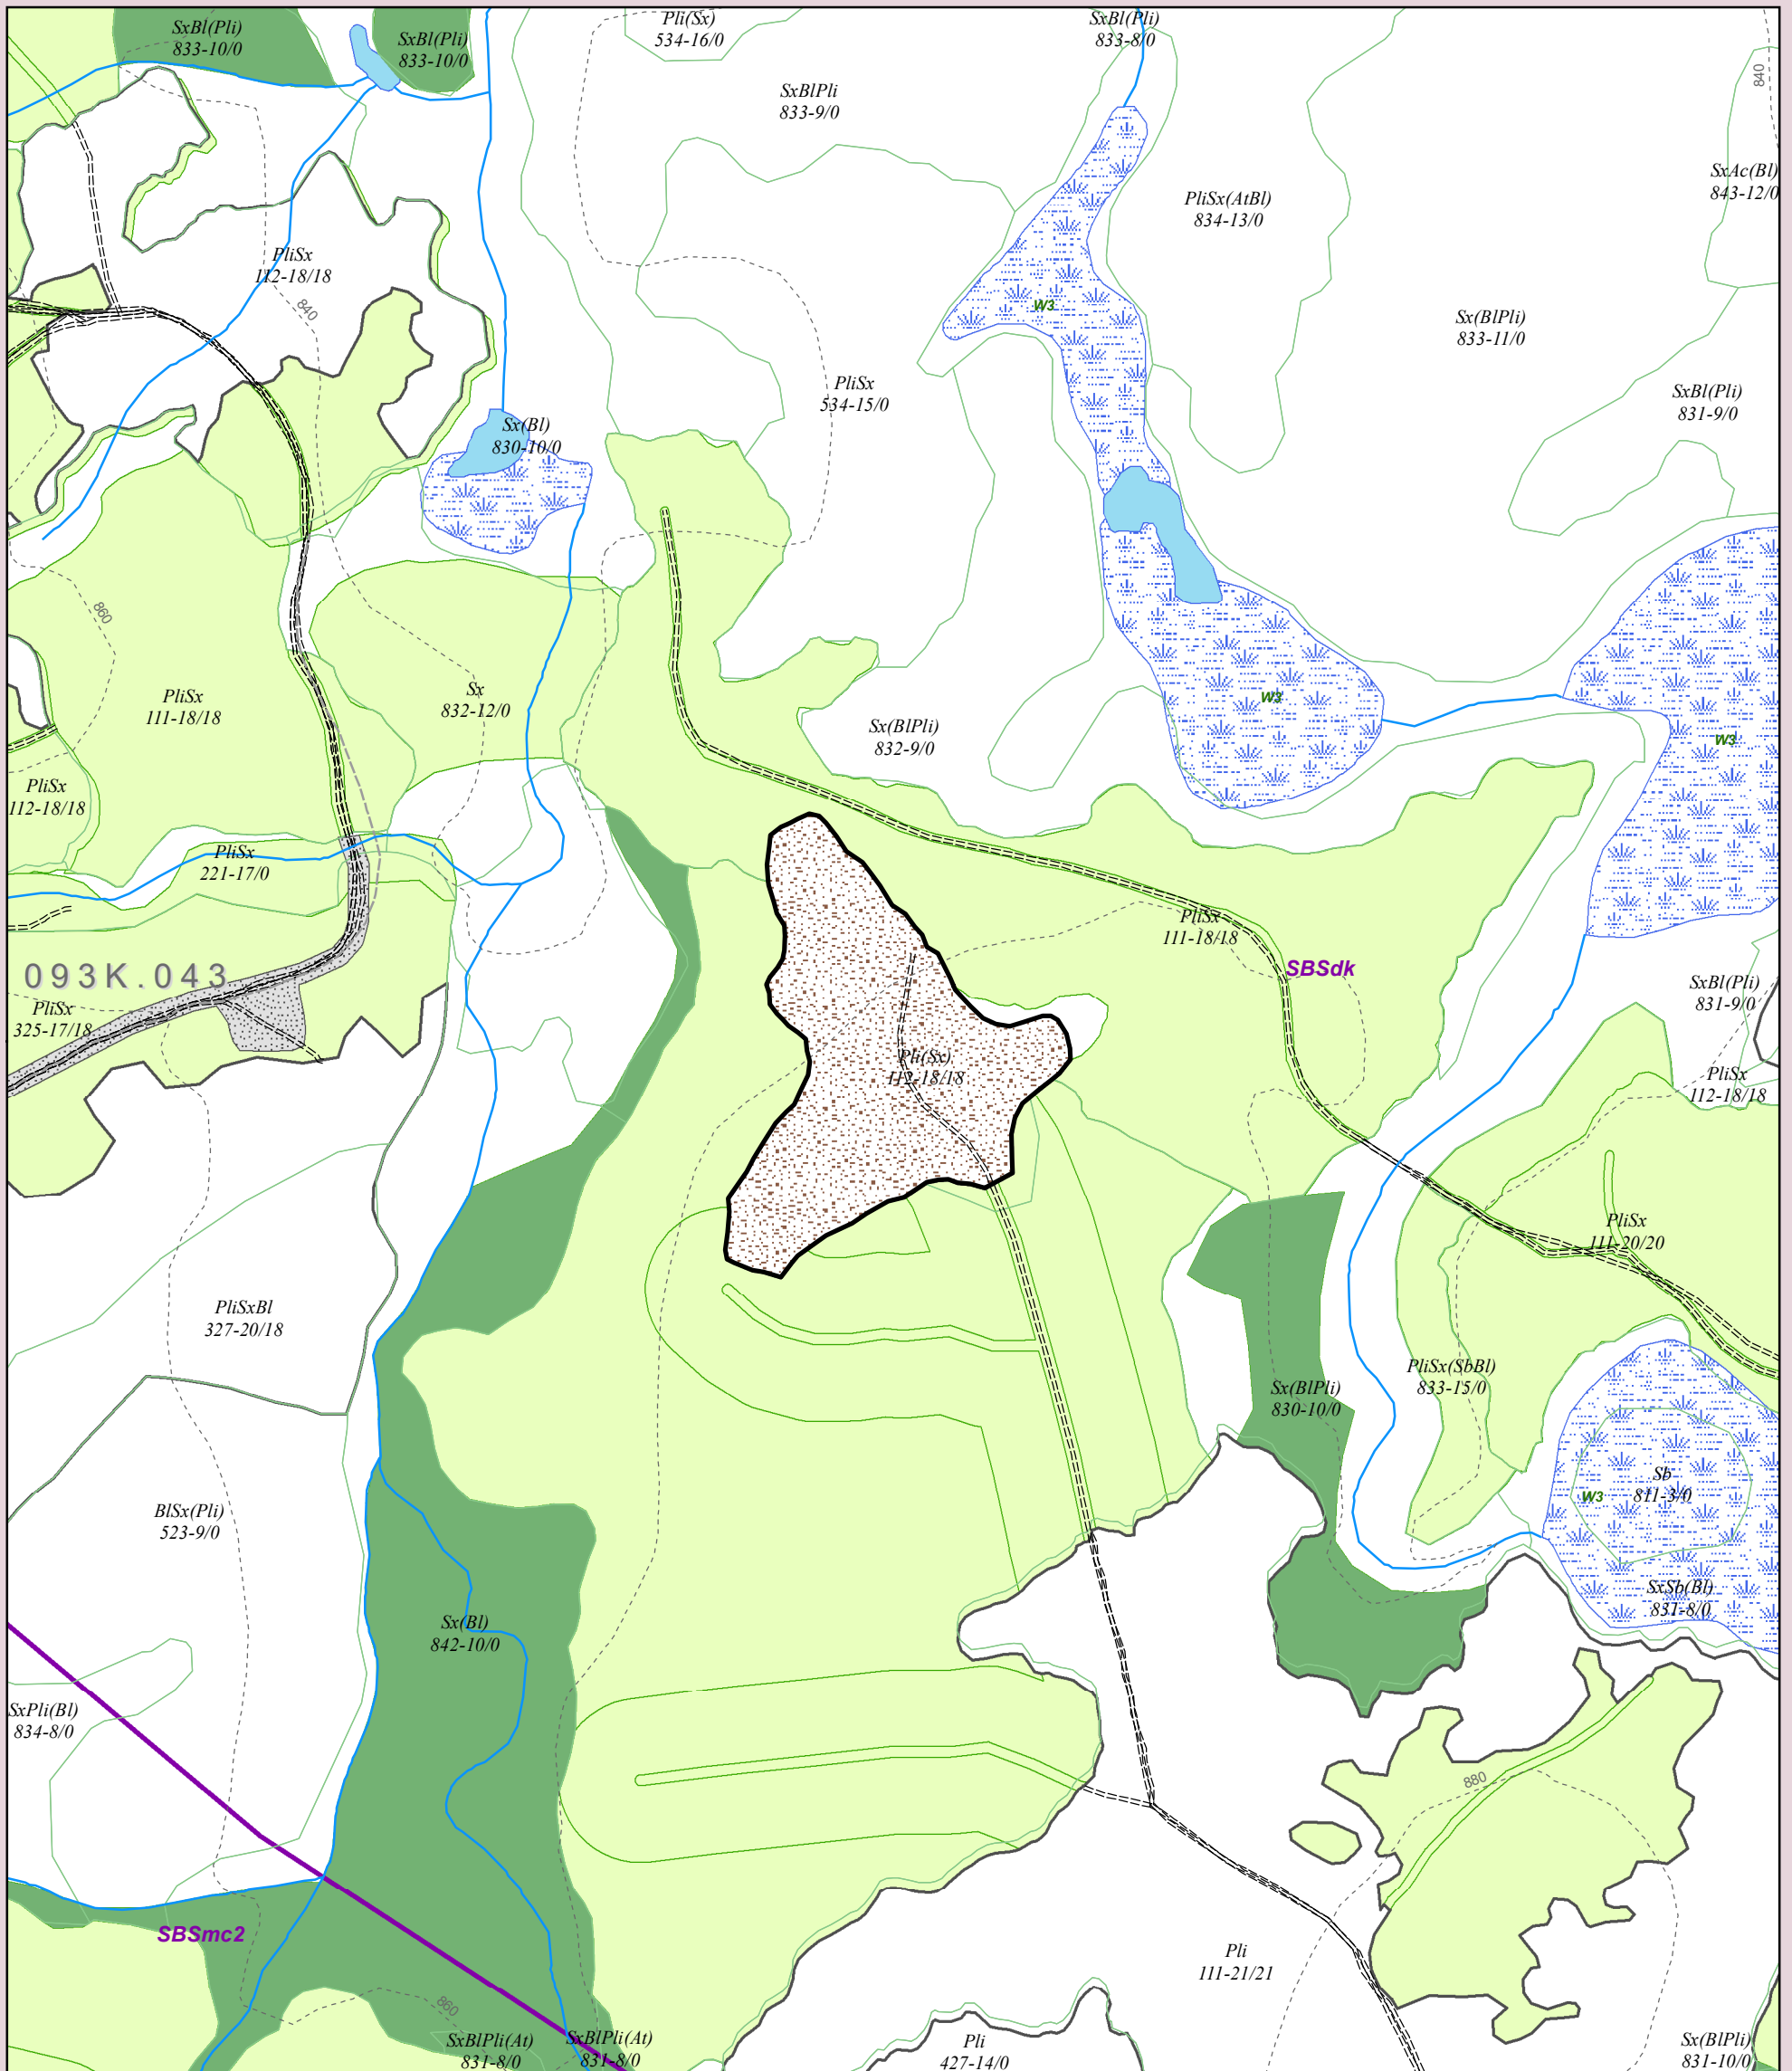 SxBl(Pli)
833-10/0
SxBl(Pli)
833-10/0
Pli(Sx)
534-16/0
SxBl(Pli)
833-8/0
840
SxBlPli
833-9/0
SxAc(Bl)
843-12/0
PliSx(AtBl)
834-13/0
PliSx
112-18/18
840
W3
Sx(BlPli)
833-11/0
PliSx
534-15/0
SxBl(Pli)
831-9/0
Sx(Bl)
830-10/0
860
PliSx
111-18/18
Sx
832-12/0
W3
Sx(BlPli)
832-9/0
W3
PliSx
112-18/18
PliSx
221-17/0
PliSx
111-18/18
SBSdk
093K.043
SxBl(Pli)
831-9/0
PliSx
325-17/18
Pli(Sx)
112-18/18
PliSx
112-18/18
PliSx
111-20/20
PliSxBl
327-20/18
PliSx(SbBl)
833-15/0
Sx(BlPli)
830-10/0
Sb
811-3/0
W3
BlSx(Pli)
523-9/0
SxSb(Bl)
831-8/0
Sx(Bl)
842-10/0
SxPli(Bl)
834-8/0
880
SBSmc2
Pli
111-21/21
860
SxBlPli(At)
831-8/0
SxBlPli(At)
831-8/0
Pli
427-14/0
Sx(BlPli)
831-10/0